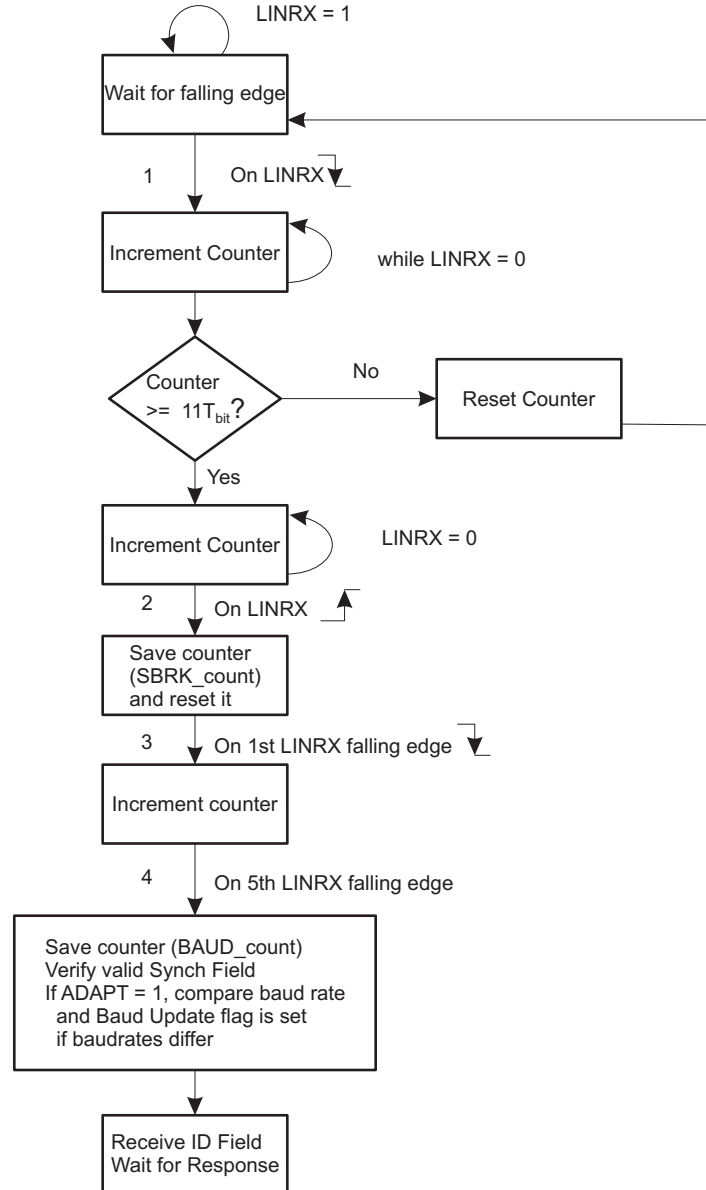 LINRX = 1
Wait for falling edge
1
On LINRX
Increment Counter
while LINRX = 0
Counter
>= 11Tbit?
No
Reset Counter
Yes
Increment Counter
LINRX = 0
2
On LINRX
Save counter
(SBRK_count)
and reset it
3
On 1st LINRX falling edge
Increment counter
4
On 5th LINRX falling edge
Save counter (BAUD_count)
Verify valid Synch Field
If ADAPT = 1, compare baud rate
and Baud Update flag is set
if baudrates differ
Receive ID Field
Wait for Response